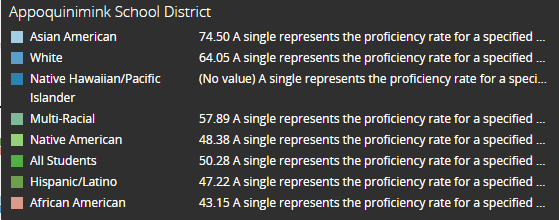 Appoquinimink School District
Asian American 74.50 A single represents the proficiency rate for a specified ...
White 64.05 A single represents the proficiency rate for a specified ...
Native Hawaiian/Pacific (No value) A single represents the proficiency rate for a speci...
Islander
Multi-Racial 57.89 A single represents the proficiency rate for a specified ...
Native American 48.38 A single represents the proficiency rate for a specified ...
All Students 50.28 A single represents the proficiency rate for a specified ...
Hispanic/Latino 47.22 A single represents the proficiency rate for a specified ...
African American 43.15 A single represents the proficiency rate for a specified ...